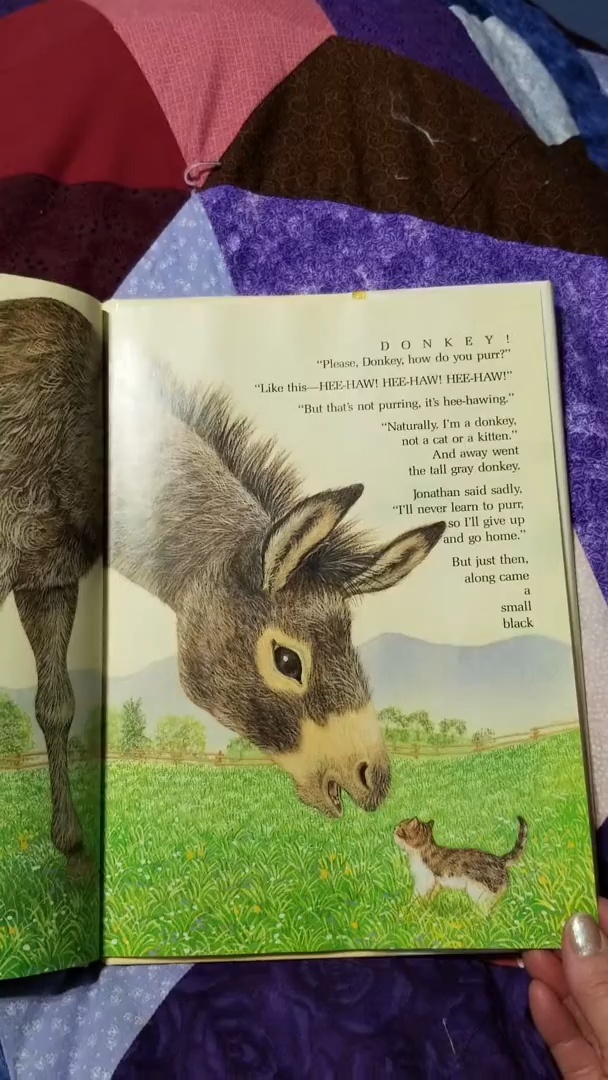 DONKEY!
“Please, Donkey, how do you purr?”
“Like this—HEE-HAW! HEE-HAW! HEE-HAW!”
“But that’s not purring, it’s hee-hawing.”
“Naturally. I’m a donkey,
not a cat or a kitten.”
And away went
the tall gray donkey.
Jonathan said sadly,
“I’ll never learn to purr,
so I’ll give up
and go home.”
But just then,
along came
a
small
black